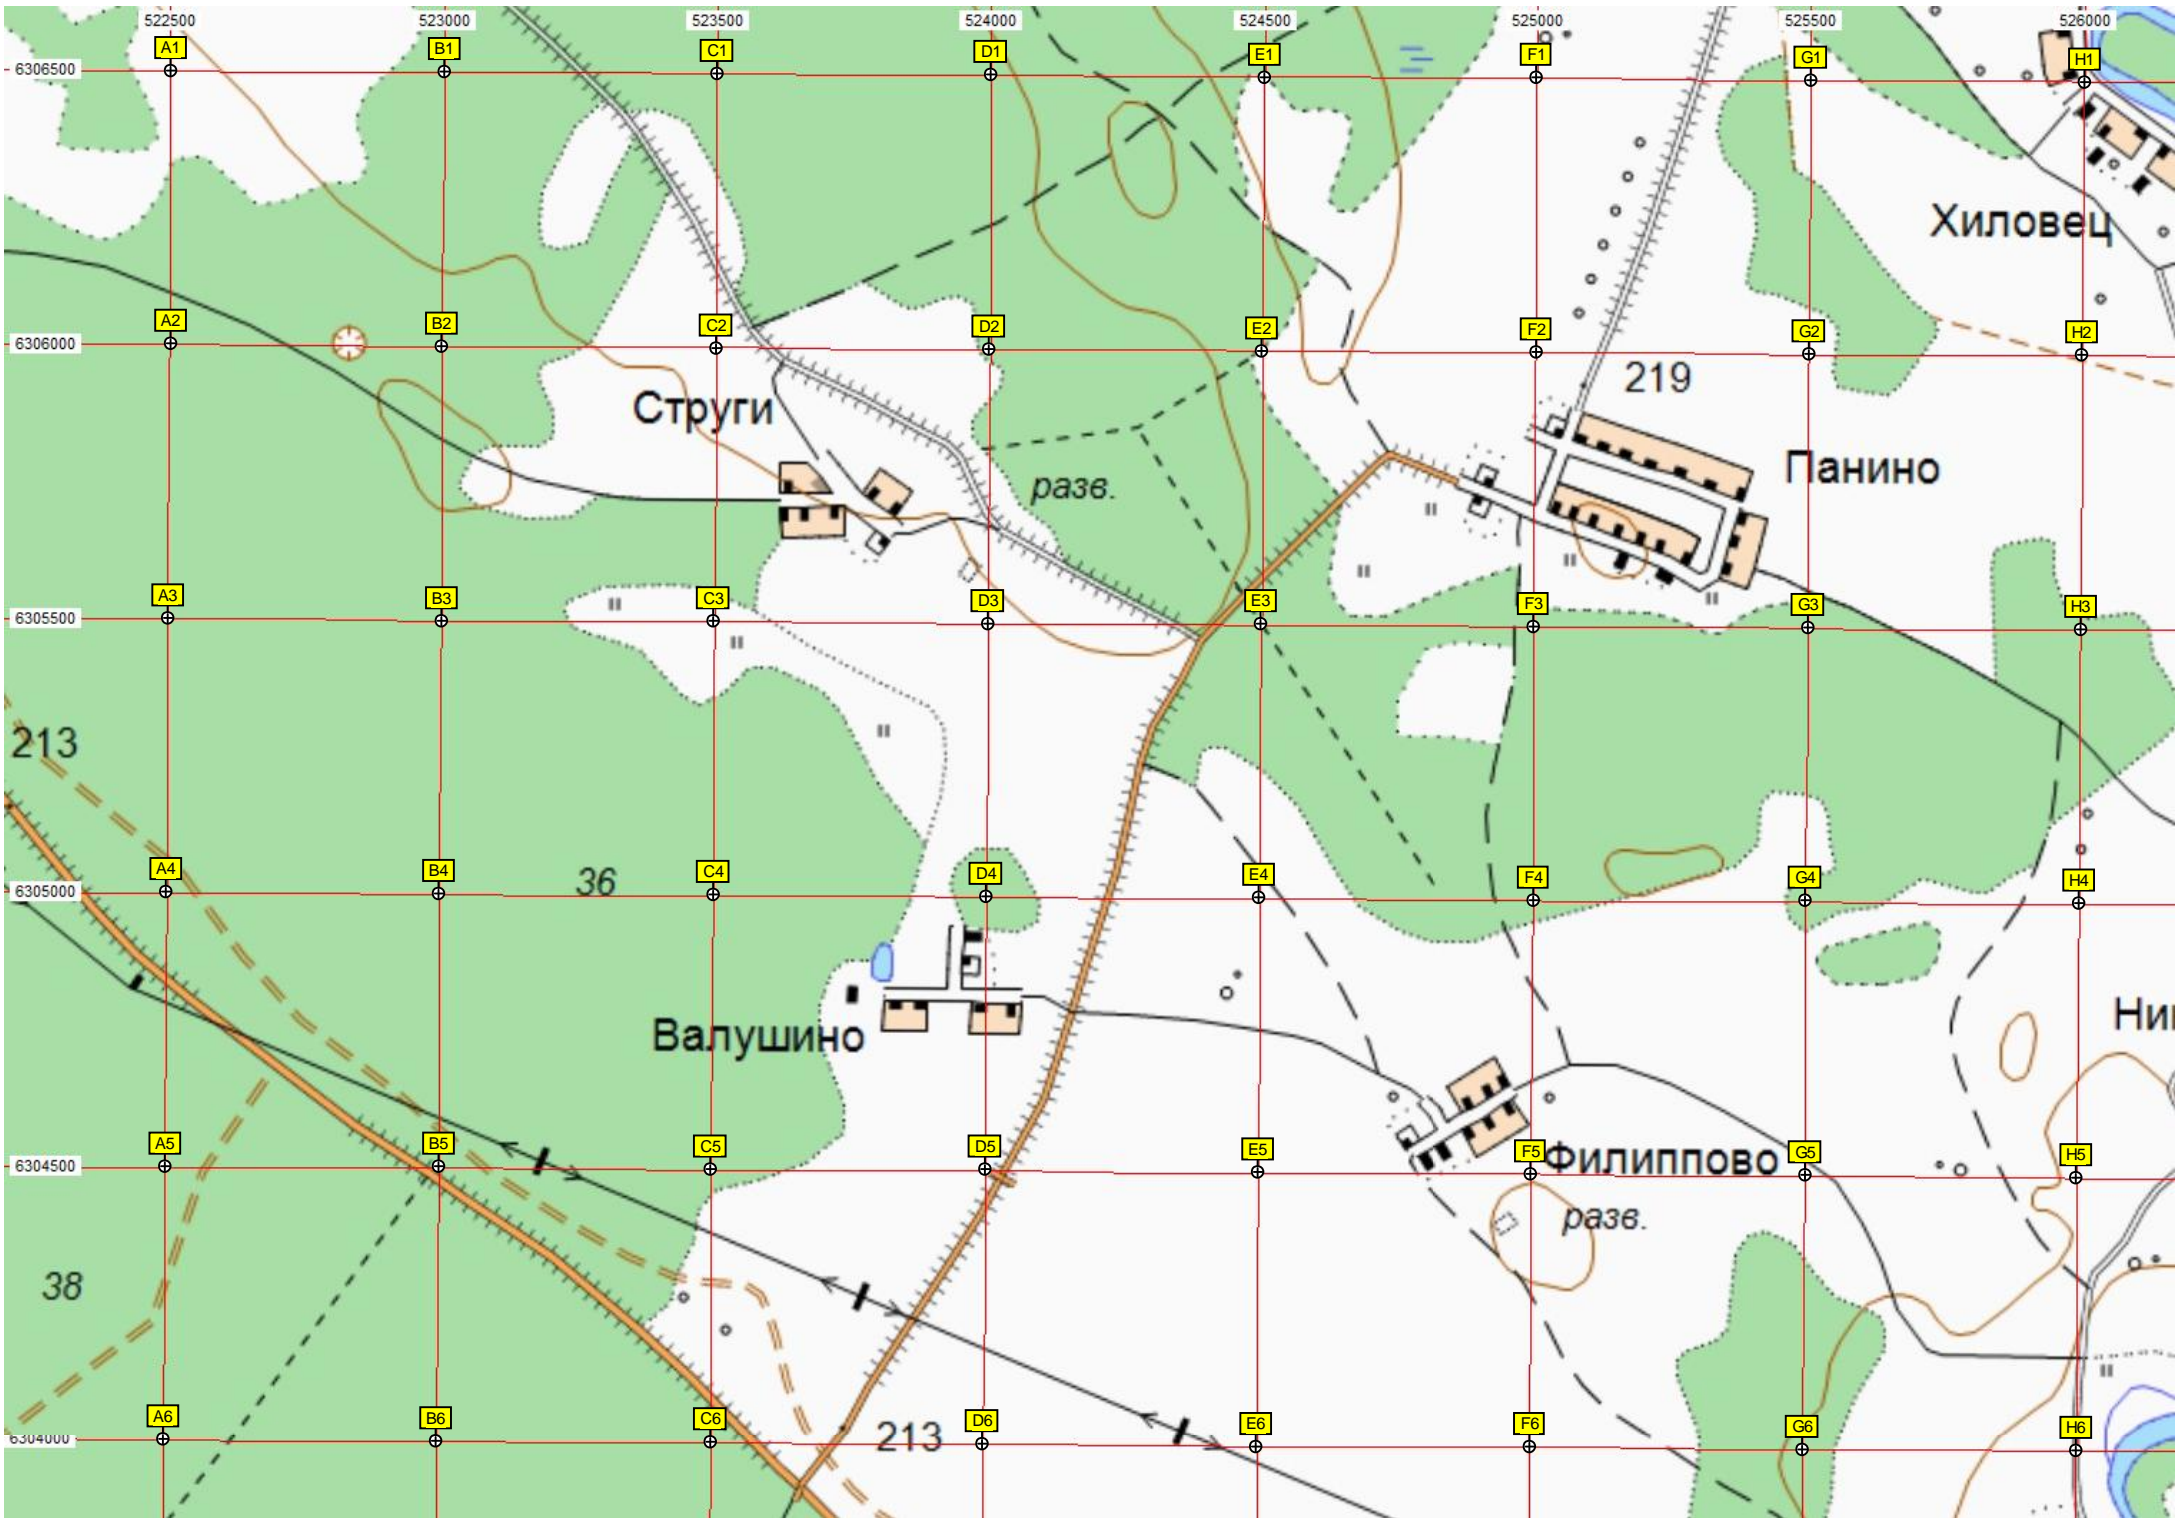 522500 523000 523500 524000 524500 525000 525500 526000
A1 B1 C1 D1 E1 F1 G1 H1
6306500
Хиловец
A2 B2 C2 D2 E2 F2 G2 H2
6306000
219
Струги
Панино
разв.
A3 B3 C3 D3 E3 F3 G3 H3
6305500
213
A4 B4 C4 D4 E4 F4 G4 H4
6305000
36
Валушино
A5 B5 C5 D5 E5 F5 G5 H5
6304500
Филиппово
разв.
38
A6 B6 C6 D6 E6 F6 G6 H6
6304000
213